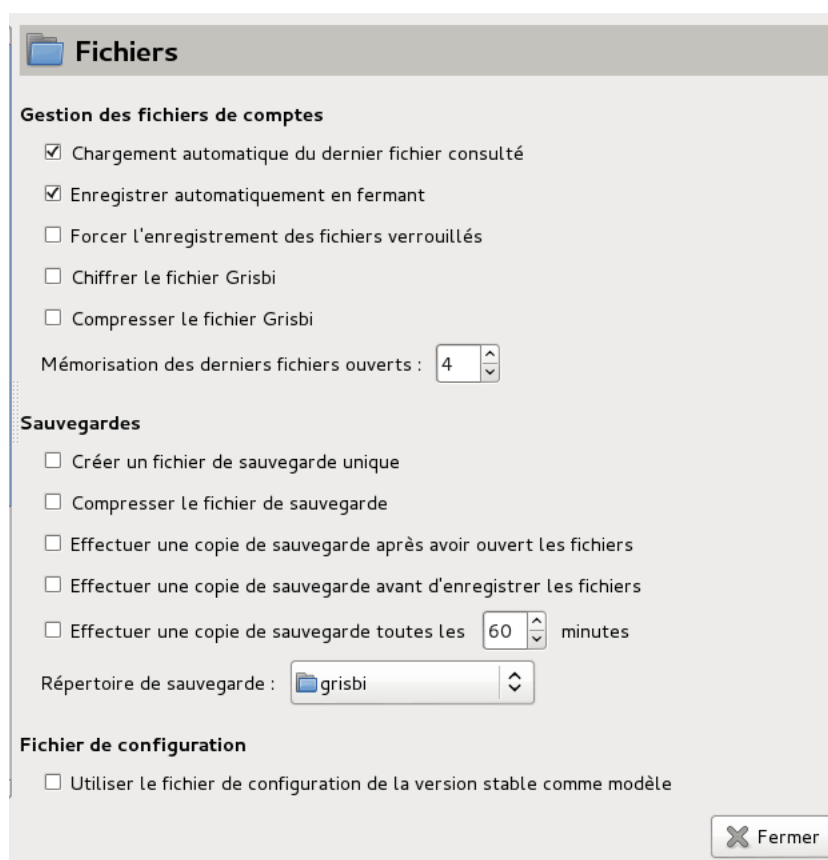 Fichiers
Gestion des fichiers de comptes
Chargement automatique du dernier fichier consulté
Enregistrer automatiquement en fermant
Forcer l'enregistrement des fichiers verrouillés
Chiffrer le fichier Grisbi
Compresser le fichier Grisbi
Mémorisation des derniers fichiers ouverts : 4
Sauvegardes
Créer un fichier de sauvegarde unique
Compresser le fichier de sauvegarde
Effectuer une copie de sauvegarde après avoir ouvert les fichiers
Effectuer une copie de sauvegarde avant d'enregistrer les fichiers
Effectuer une copie de sauvegarde toutes les 60 minutes
Répertoire de sauvegarde : grisbi
Fichier de configuration
Utiliser le fichier de configuration de la version stable comme modèle
Fermer